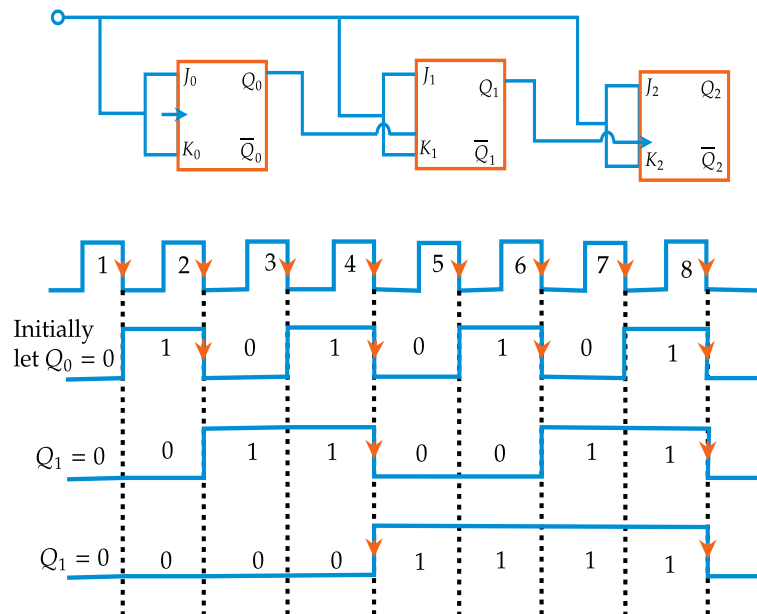 J₀ Q₀ J₁ Q₁ J₂ Q₂
K₀ Q̅₀ K₁ Q̅₁ K₂ Q̅₂
1 2 3 4 5 6 7 8
Initially
let Q₀ = 0 1 0 1 0 1 0 1
Q₁ = 0 0 1 1 0 0 1 1
Q₁ = 0 0 0 0 1 1 1 1